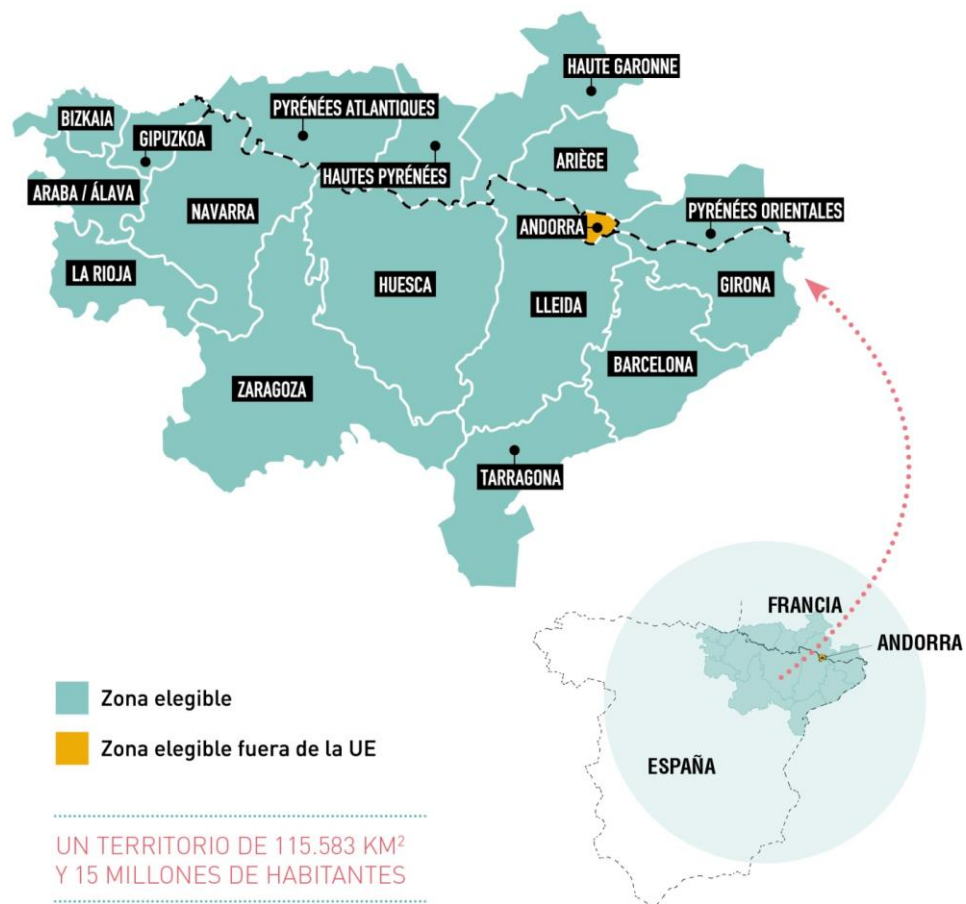 HAUTE GARONNE
PYRÉNÉES ATLANTIQUES
BIZKAIA
GIPUZKOA
ARIÈGE
HAUTES PYRÉNÉES
ARABA / ÁLAVA
NAVARRA
PYRÉNÉES ORIENTALES
ANDORRA
LA RIOJA
HUESCA
GIRONA
LLEIDA
BARCELONA
ZARAGOZA
TARRAGONA
FRANCIA
ANDORRA
ESPAÑA
Zona elegible
Zona elegible fuera de la UE
UN TERRITORIO DE 115.583 KM²
Y 15 MILLONES DE HABITANTES